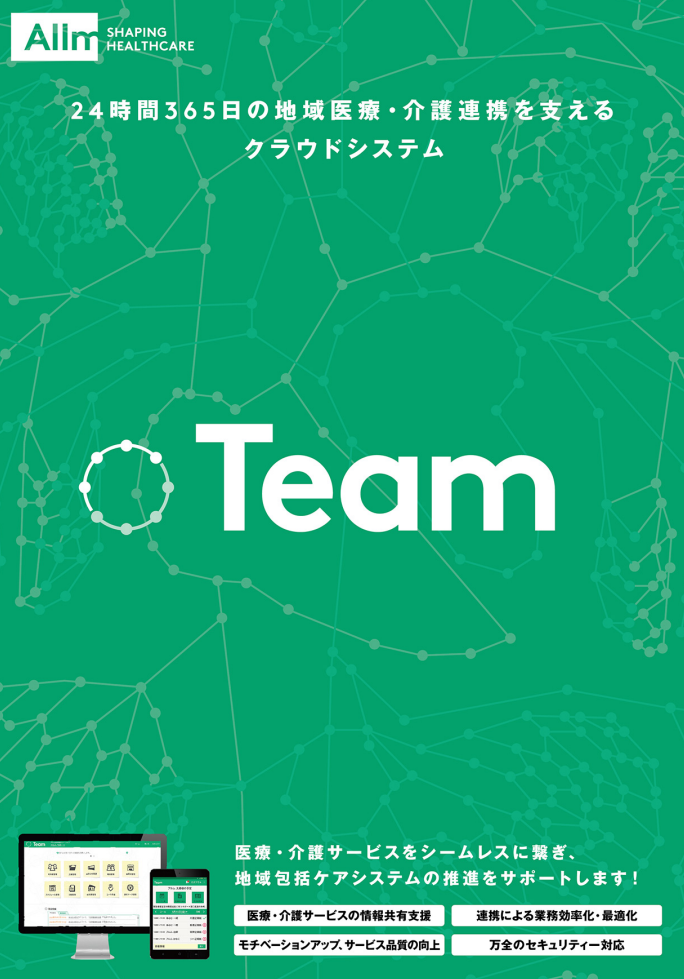 Allm SHAPING
HEALTHCARE
24時間365日の地域医療・介護連携を支える
クラウドシステム
Team
Team
医療・介護サービスをシームレスに繋ぎ、
地域包括ケアシステムの推進をサポートします！
医療・介護サービスの情報共有支援
連携による業務効率化・最適化
モチベーションアップ、サービス品質の向上
万全のセキュリティー対応